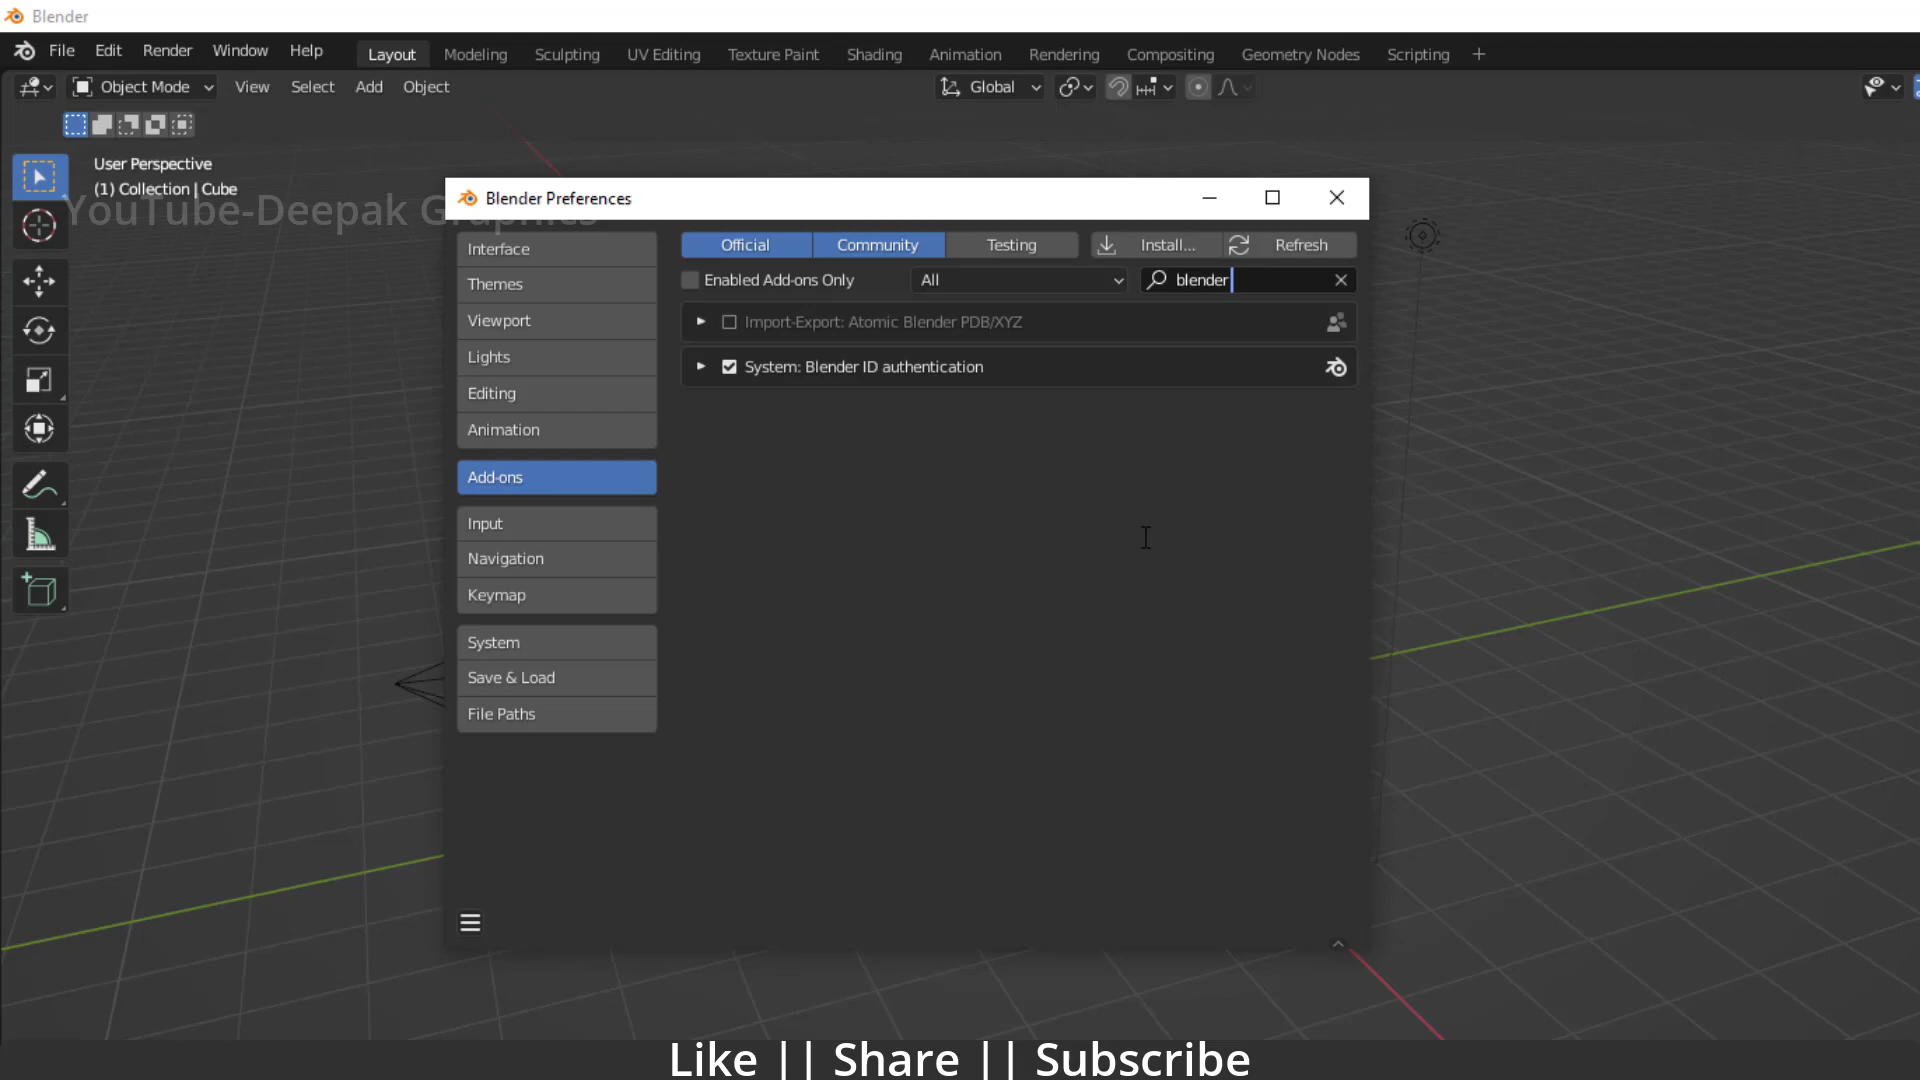 Blender
File Edit Render Window Help Layout Modeling Sculpting UV Editing Texture Paint Shading Animation Rendering Compositing Geometry Nodes Scripting +
Object Mode View Select Add Object Global
User Perspective
(1) Collection | Cube
YouTube-Deepak Graphics
Blender Preferences
Interface
Themes
Viewport
Lights
Editing
Animation
Add-ons
Input
Navigation
Keymap
System
Save & Load
File Paths
Official Community Testing Install... Refresh
Enabled Add-ons Only All blender
Import-Export: Atomic Blender PDB/XYZ
System: Blender ID authentication
Like || Share || Subscribe